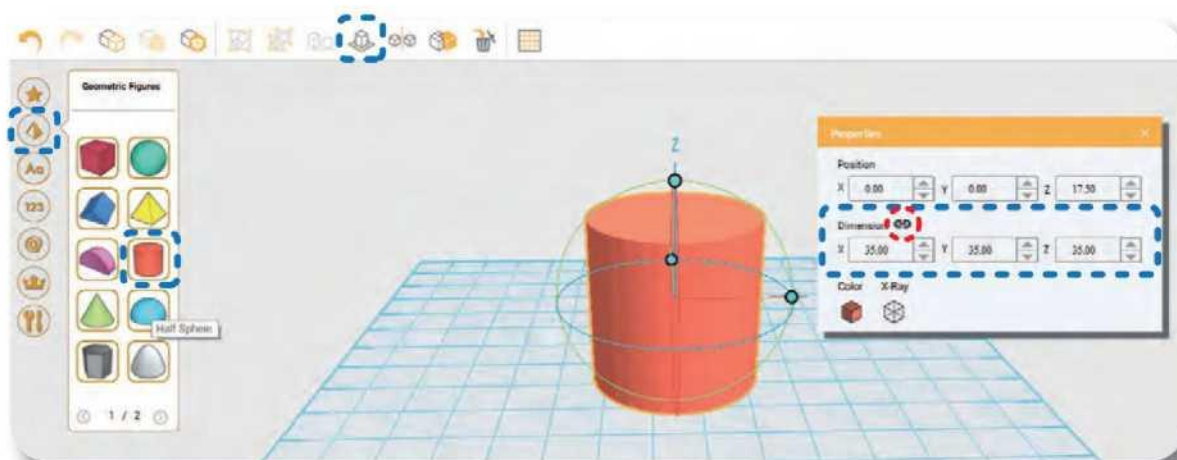 Geometric Figures
Aa
123
@
Half Sphere
1 / 2
Z
Properties
Position
X 0.00 Y 0.00 Z 17.50
Dimension
X 35.00 Y 35.00 Z 35.00
Color X-Ray